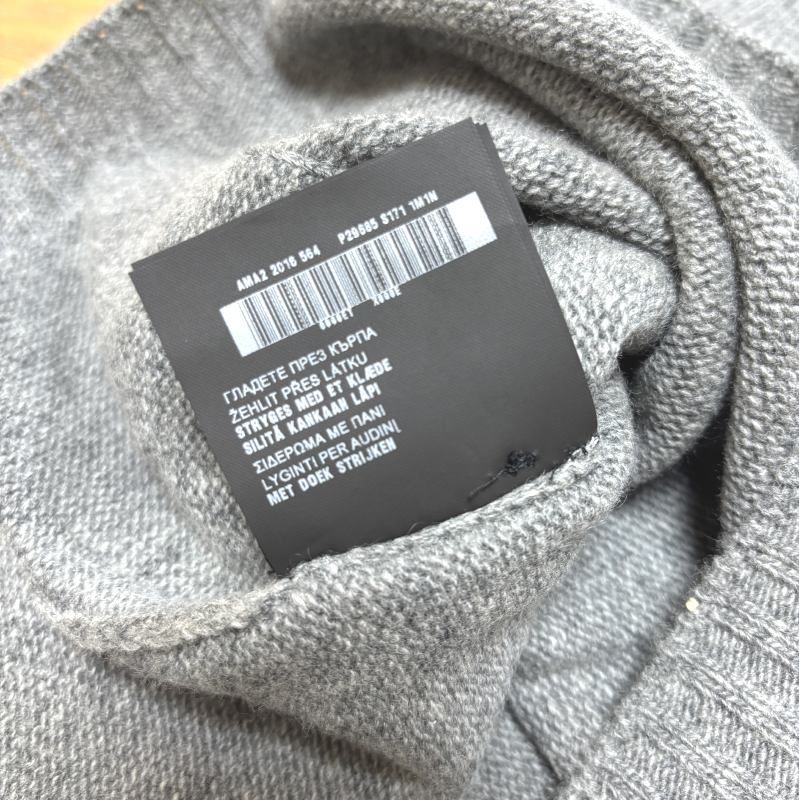 AMA2 2016 564 P29685 S171 1M1N
ГЛАДЕТЕ ПРЕЗ КЪРПА
ŽEHLIT PŘES LÁTKU
STRYGES MED ET KLÆDE
SILITÄ KANKAAN LÄPI
ΣΙΔΕΡΩΜΑ ΜΕ ΠΑΝΙ
LYGINTI PER AUDINĮ
MET DOEK STRIJKEN